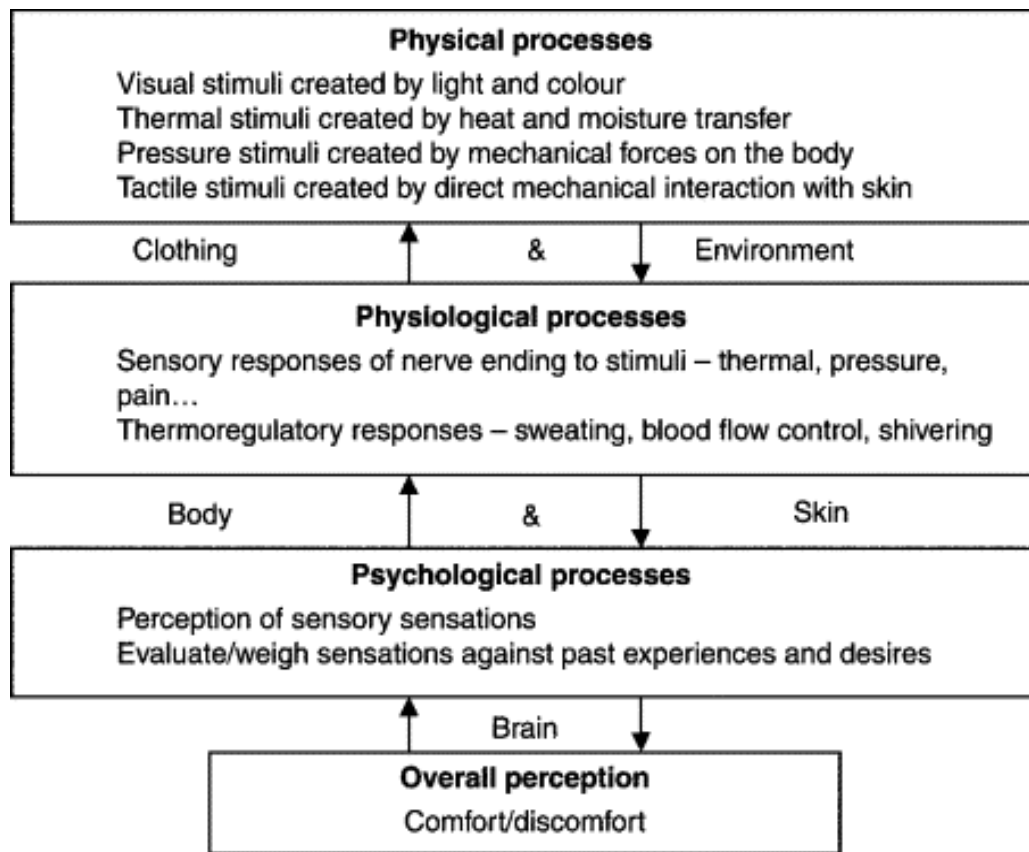 Physical processes
Visual stimuli created by light and colour
Thermal stimuli created by heat and moisture transfer
Pressure stimuli created by mechanical forces on the body
Tactile stimuli created by direct mechanical interaction with skin
Clothing & Environment
Physiological processes
Sensory responses of nerve ending to stimuli – thermal, pressure,
pain...
Thermoregulatory responses – sweating, blood flow control, shivering
Body & Skin
Psychological processes
Perception of sensory sensations
Evaluate/weigh sensations against past experiences and desires
Brain
Overall perception
Comfort/discomfort